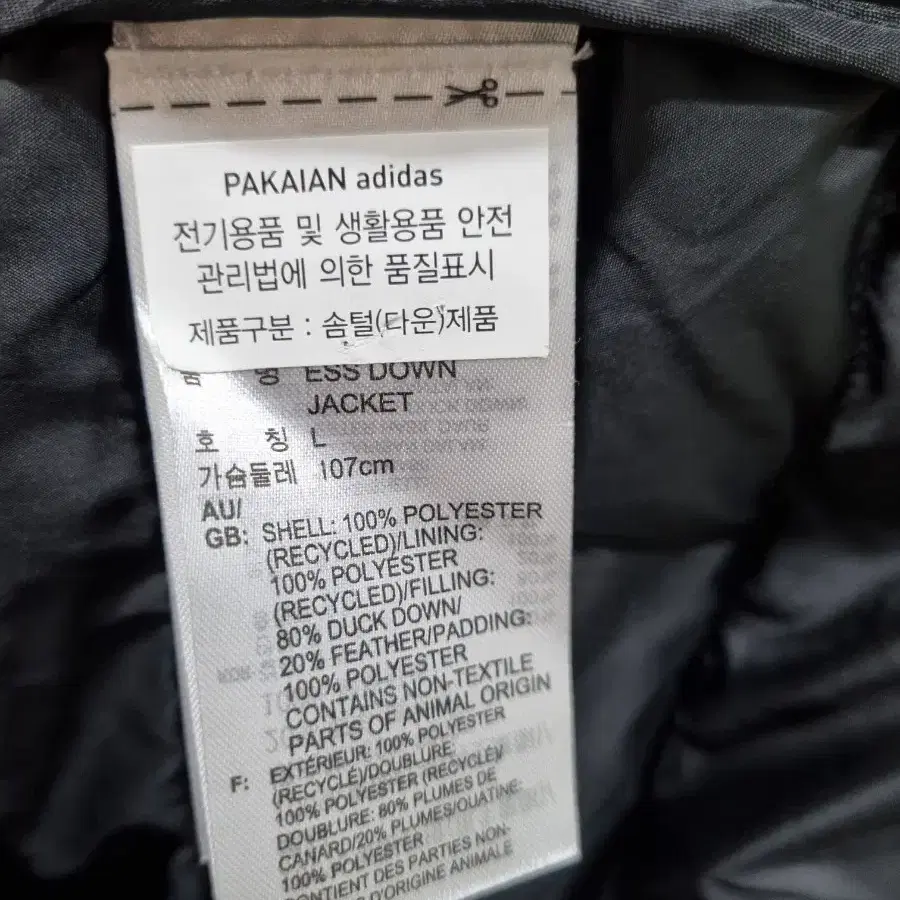 PAKAIAN adidas
전기용품 및 생활용품 안전
관리법에 의한 품질표시
제품구분 : 솜털(다운)제품
품 명 ESS DOWN
JACKET
호 칭 L
가슴둘레 107cm
AU/
GB: SHELL: 100% POLYESTER
(RECYCLED)/LINING:
100% POLYESTER
(RECYCLED)/FILLING:
80% DUCK DOWN/
20% FEATHER/PADDING:
100% POLYESTER
CONTAINS NON-TEXTILE
PARTS OF ANIMAL ORIGIN
F: EXTÉRIEUR: 100% POLYESTER
(RECYCLÉ)/DOUBLURE:
100% POLYESTER (RECYCLÉ)/
DOUBLURE: 80% PLUMES DE
CANARD/20% PLUMES/OUATINE:
100% POLYESTER
CONTIENT DES PARTIES NON-
D'ORIGINE ANIMALE